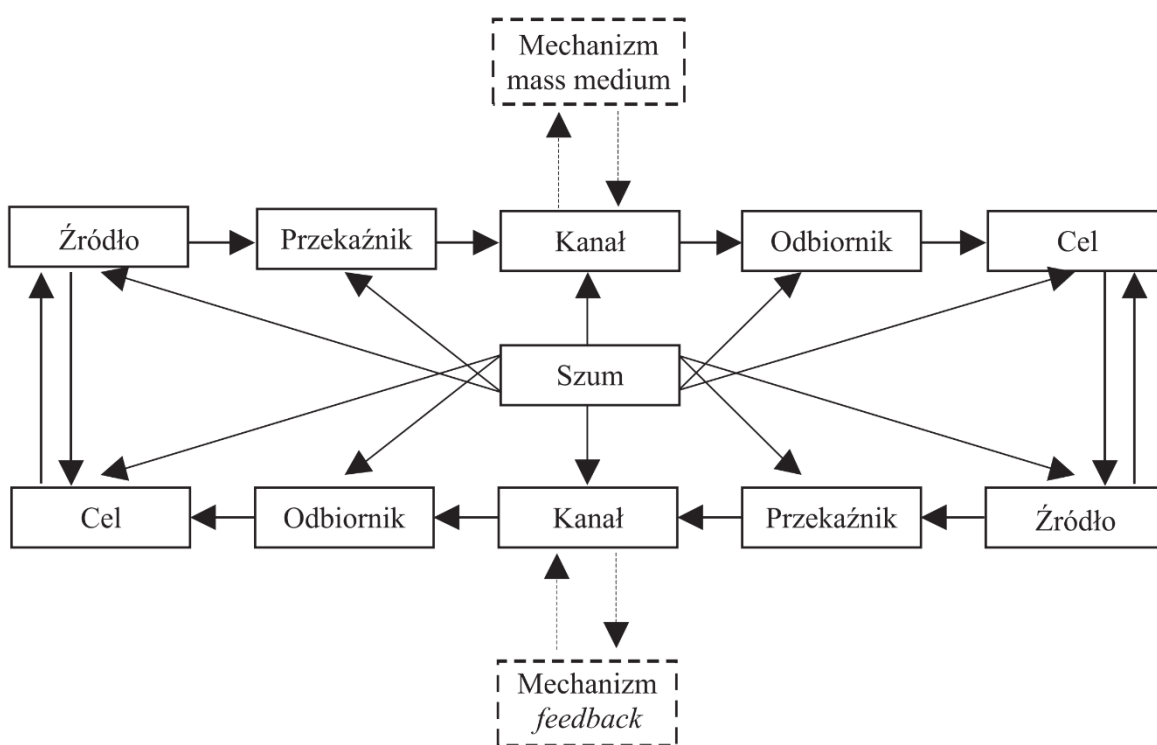 Mechanizm
mass medium
Źródło
Przekaźnik
Kanał
Odbiornik
Cel
Szum
Cel
Odbiornik
Kanał
Przekaźnik
Źródło
Mechanizm
feedback